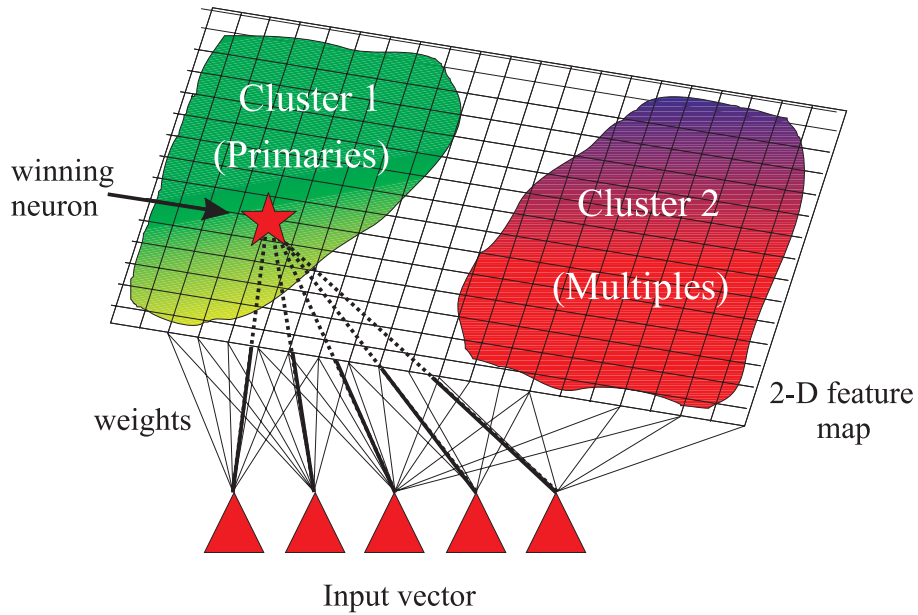 Cluster 1
(Primaries)
winning
neuron
Cluster 2
(Multiples)
weights
2-D feature
map
Input vector